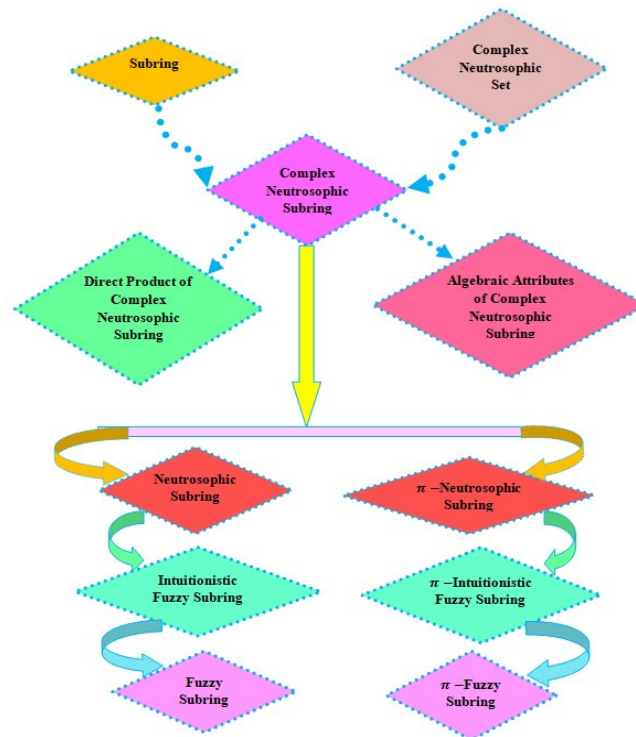 Subring
Complex
Neutrosophic
Set
Complex
Neutrosophic
Subring
Direct Product of
Complex
Neutrosophic
Subring
Algebraic Attributes
of Complex
Neutrosophic
Subring
Neutrosophic
Subring
π −Neutrosophic
Subring
Intuitionistic
Fuzzy Subring
π −Intuitionistic
Fuzzy Subring
Fuzzy
Subring
π −Fuzzy
Subring